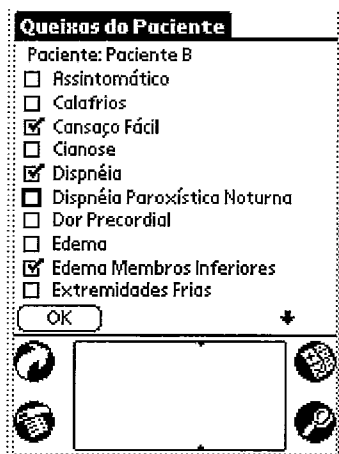 Queixas do Paciente
Paciente: Paciente B
Assintomático
Calafrios
Cansaço Fácil
Cianose
Dispnéia
Dispnéia Paroxística Noturna
Dor Precordial
Edema
Edema Membros Inferiores
Extremidades Frias
OK